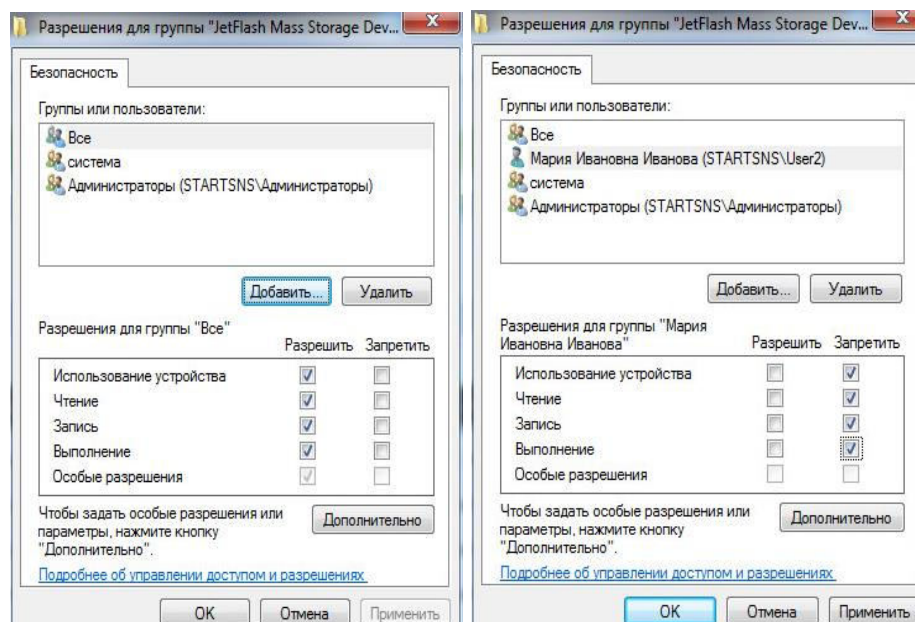 Разрешения для группы "JetFlash Mass Storage Dev...
Безопасность
Группы или пользователи:
Все
система
Администраторы (STARTSNS\Администраторы)
Добавить...
Удалить
Разрешения для группы "Все"
Разрешить
Запретить
Использование устройства
Чтение
Запись
Выполнение
Особые разрешения
Чтобы задать особые разрешения или
параметры, нажмите кнопку
"Дополнительно".
Дополнительно
Подробнее об управлении доступом и разрешениях
ОК
Отмена
Применить
Разрешения для группы "JetFlash Mass Storage Dev...
Безопасность
Группы или пользователи:
Все
Мария Ивановна Иванова (STARTSNS\User2)
система
Администраторы (STARTSNS\Администраторы)
Добавить...
Удалить
Разрешения для группы "Мария
Ивановна Иванова"
Разрешить
Запретить
Использование устройства
Чтение
Запись
Выполнение
Особые разрешения
Чтобы задать особые разрешения или
параметры, нажмите кнопку
"Дополнительно".
Дополнительно
Подробнее об управлении доступом и разрешениях
ОК
Отмена
Применить